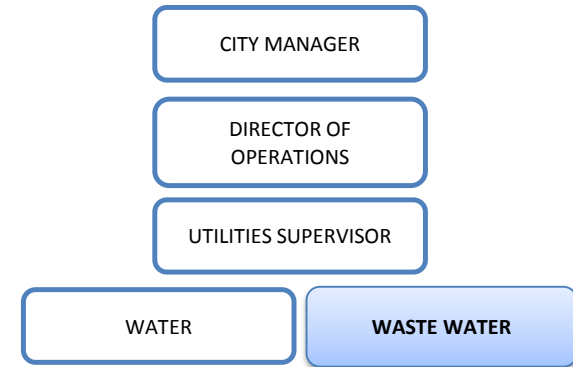 CITY MANAGER
DIRECTOR OF
OPERATIONS
UTILITIES SUPERVISOR
WATER
WASTE WATER